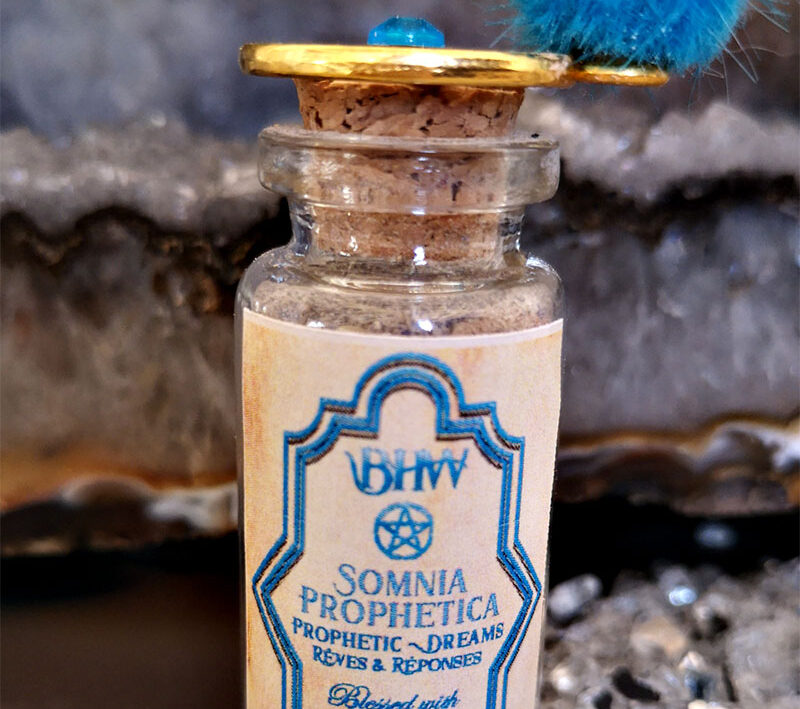 BHW
SOMNIA
PROPHETICA
PROPHETIC DREAMS
RÊVES & RÉPONSES
Blessed with